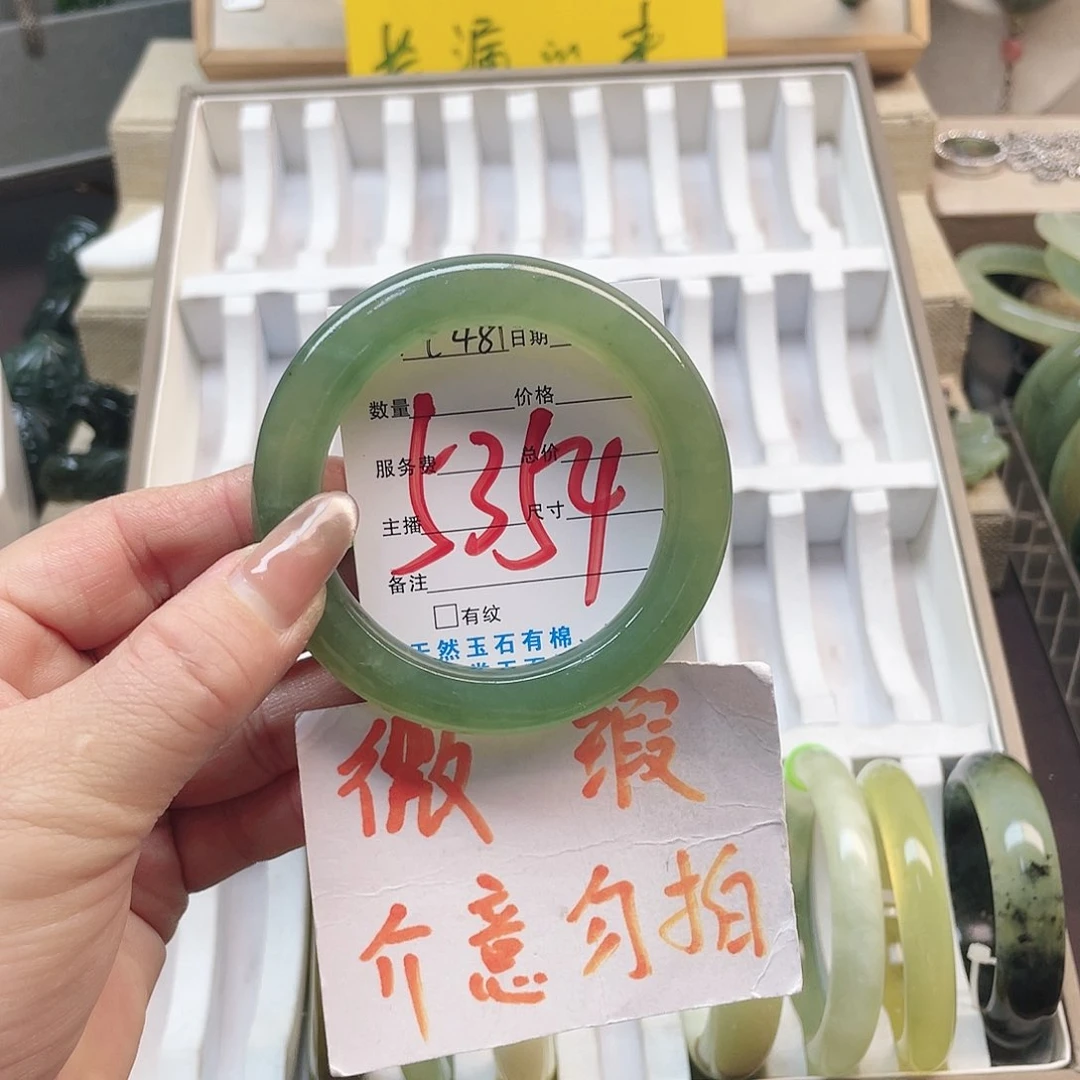 481日期
数量 价格
服务费 总价
5354
主播 尺寸
备注
□有纹
天然玉石有棉
微 瑕
介意勿拍